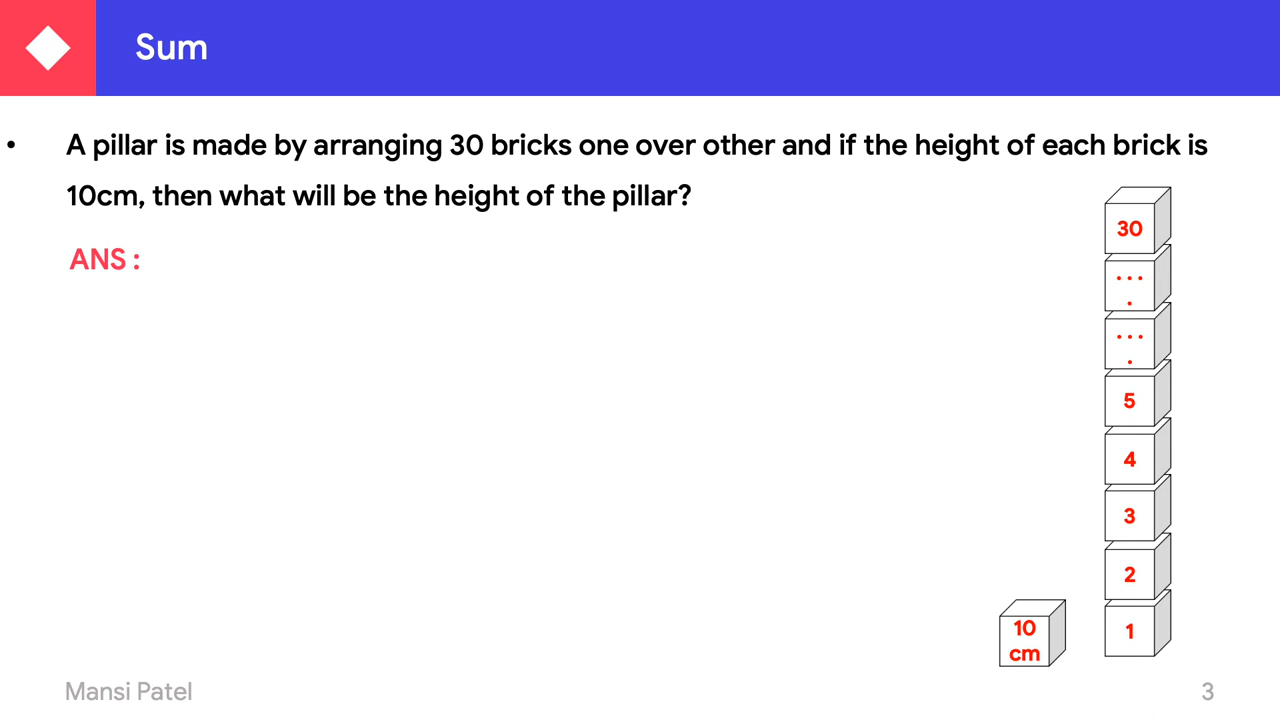 Sum
• A pillar is made by arranging 30 bricks one over other and if the height of each brick is
10cm, then what will be the height of the pillar?
ANS :
30
...
.
...
.
5
4
3
2
1
10
cm
Mansi Patel
3